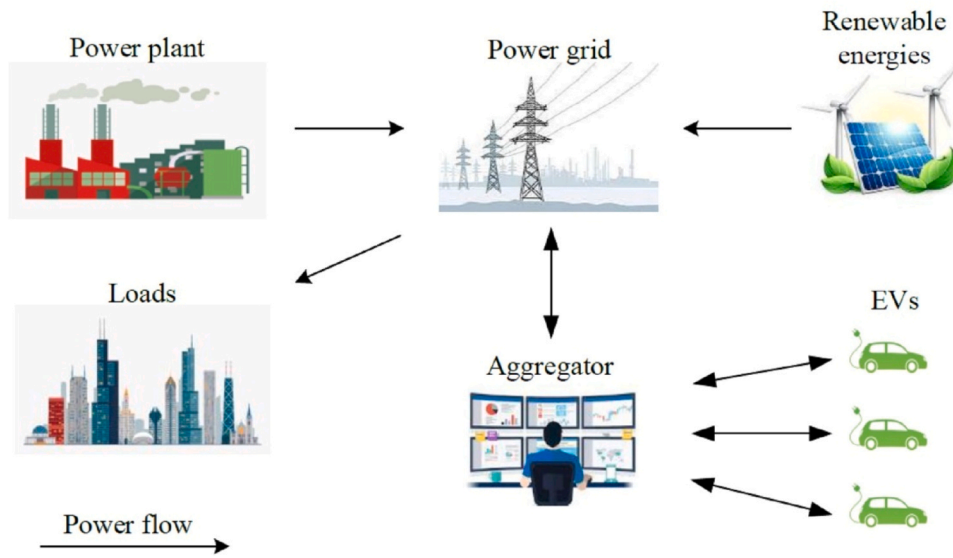 Power plant
Power grid
Renewable
energies
Loads
Aggregator
EVs
Power flow